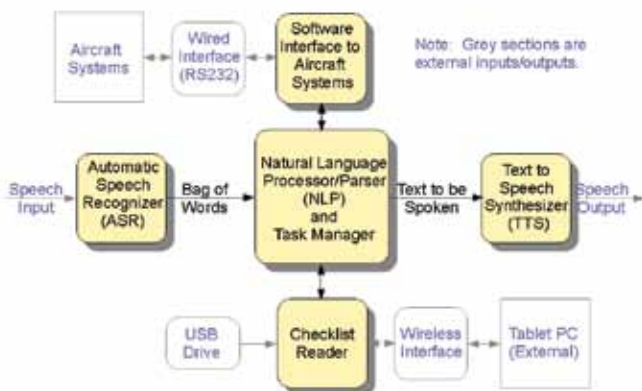 Aircraft
Systems
Wired
Interface
(RS232)
Software
Interface to
Aircraft
Systems
Note: Grey sections are
external inputs/outputs.
Speech
Input
Automatic
Speech
Recognizer
(ASR)
Bag of
Words
Natural Language
Processor/Parser
(NLP)
and
Task Manager
Text to be
Spoken
Text to
Speech
Synthesizer
(TTS)
Speech
Output
USB
Drive
Checklist
Reader
Wireless
Interface
Tablet PC
(External)